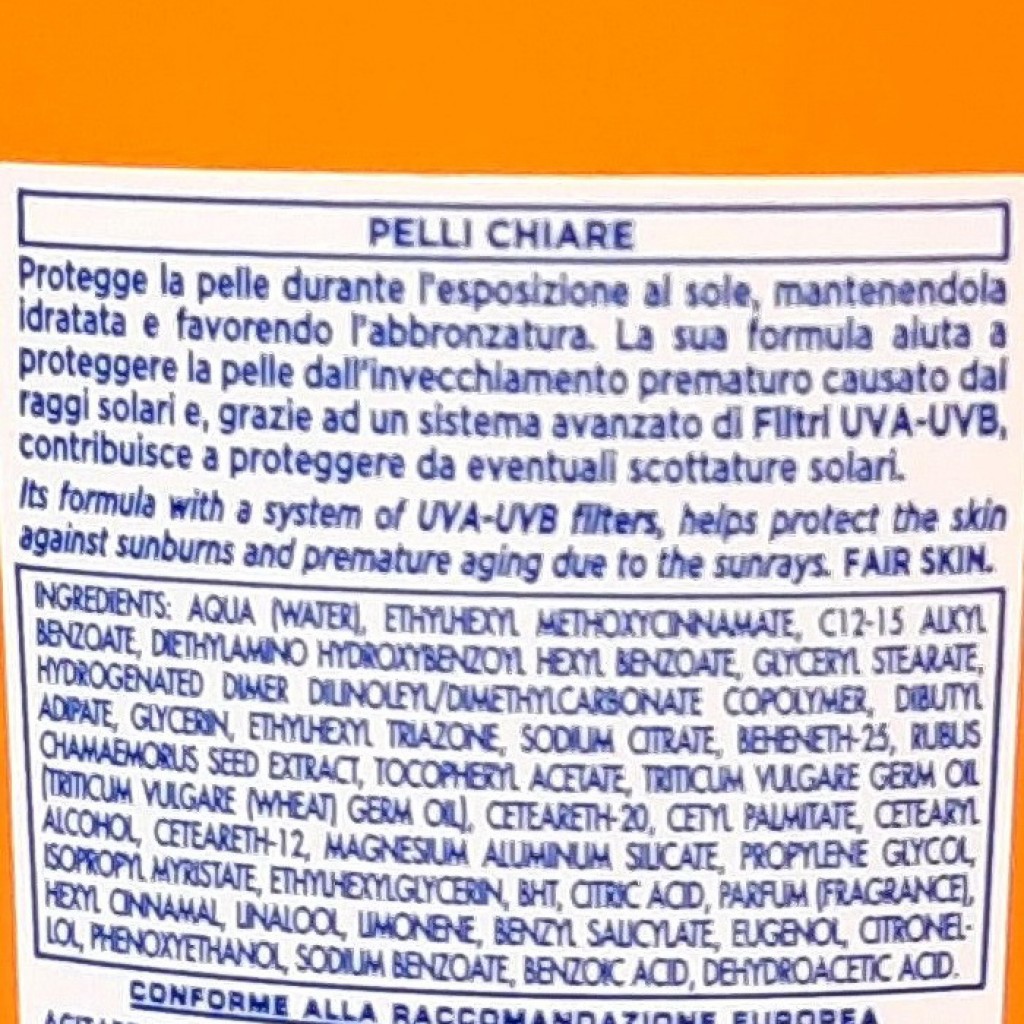 PELLI CHIARE
Protegge la pelle durante l'esposizione al sole, mantenendola
idratata e favorendo l'abbronzatura. La sua formula aiuta a
proteggere la pelle dall'invecchiamento prematuro causato dai
raggi solari e, grazie ad un sistema avanzato di Filtri UVA-UVB,
contribuisce a proteggere da eventuali scottature solari.
Its formula with a system of UVA-UVB filters, helps protect the skin
against sunburns and premature aging due to the sunrays. FAIR SKIN.
INGREDIENTS: AQUA (WATER), ETHYLHEXYL METHOXYCINNAMATE, C12-15 ALKYL
BENZOATE, DIETHYLAMINO HYDROXYBENZOYL HEXYL BENZOATE, GLYCERYL STEARATE,
HYDROGENATED DIMER DILINOLEYL/DIMETHYLCARBONATE COPOLYMER, DIBUTYL
ADIPATE, GLYCERIN, ETHYLHEXYL TRIAZONE, SODIUM CITRATE, BEHENETH-25, RUBUS
CHAMAEMORUS SEED EXTRACT, TOCOPHERYL ACETATE, TRITICUM VULGARE GERM OIL
(TRITICUM VULGARE (WHEAT) GERM OIL), CETEARETH-20, CETYL PALMITATE, CETEARYL
ALCOHOL, CETEARETH-12, MAGNESIUM ALUMINUM SILICATE, PROPYLENE GLYCOL,
ISOPROPYL MYRISTATE, ETHYLHEXYLGLYCERIN, BHT, CITRIC ACID, PARFUM (FRAGRANCE),
HEXYL CINNAMAL, LINALOOL, LIMONENE, BENZYL SALICYLATE, EUGENOL, CITRONEL-
LOL, PHENOXYETHANOL, SODIUM BENZOATE, BENZOIC ACID, DEHYDROACETIC ACID.
CONFORME ALLA RACCOMANDAZIONE EUROPEA